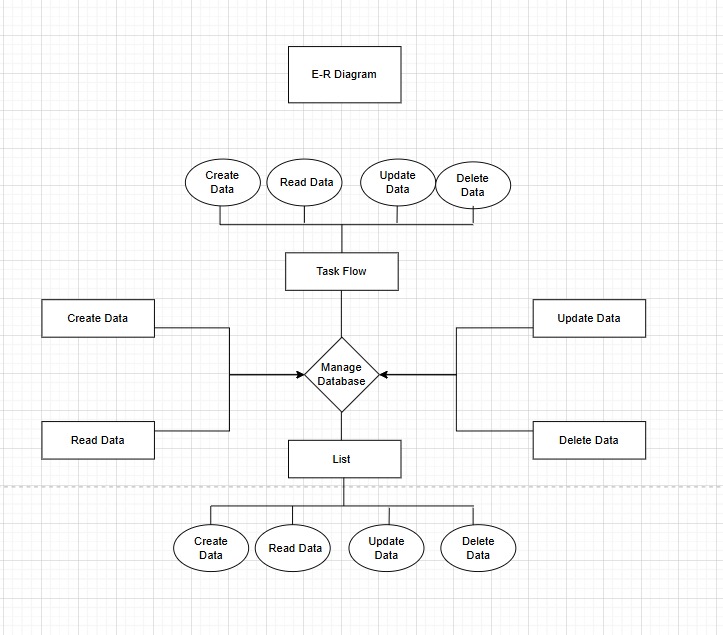 E-R Diagram
Create
Data
Read Data
Update
Data
Delete
Data
Task Flow
Create Data
Update Data
Manage
Database
Read Data
Delete Data
List
Create
Data
Read Data
Update
Data
Delete
Data